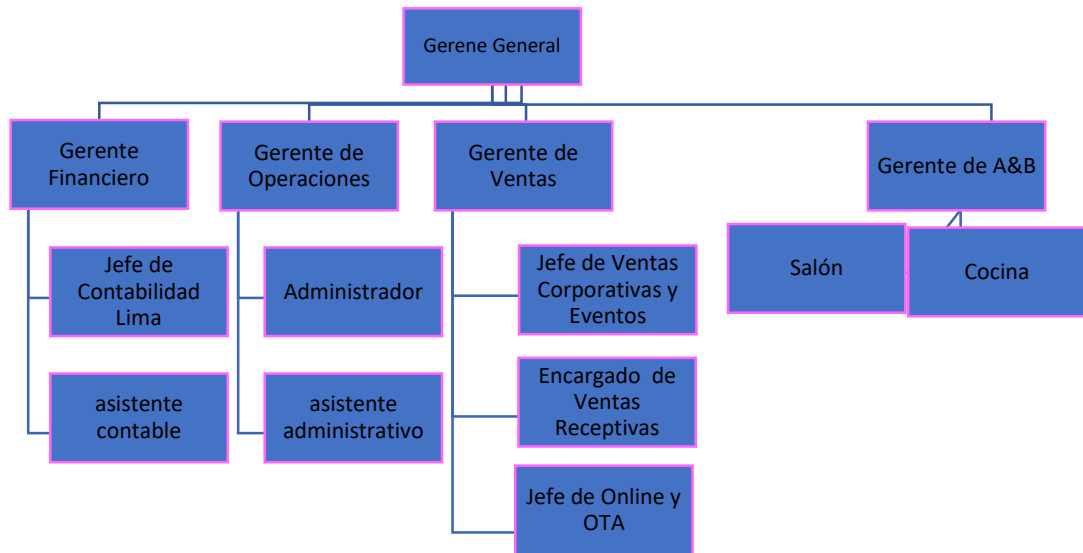 Gerene General
Gerente
Financiero
Gerente de
Operaciones
Gerente de
Ventas
Gerente de A&B
Jefe de
Contabilidad
Lima
Administrador
Jefe de Ventas
Corporativas y
Eventos
Salón
Cocina
asistente
contable
asistente
administrativo
Encargado de
Ventas
Receptivas
Jefe de Online y
OTA